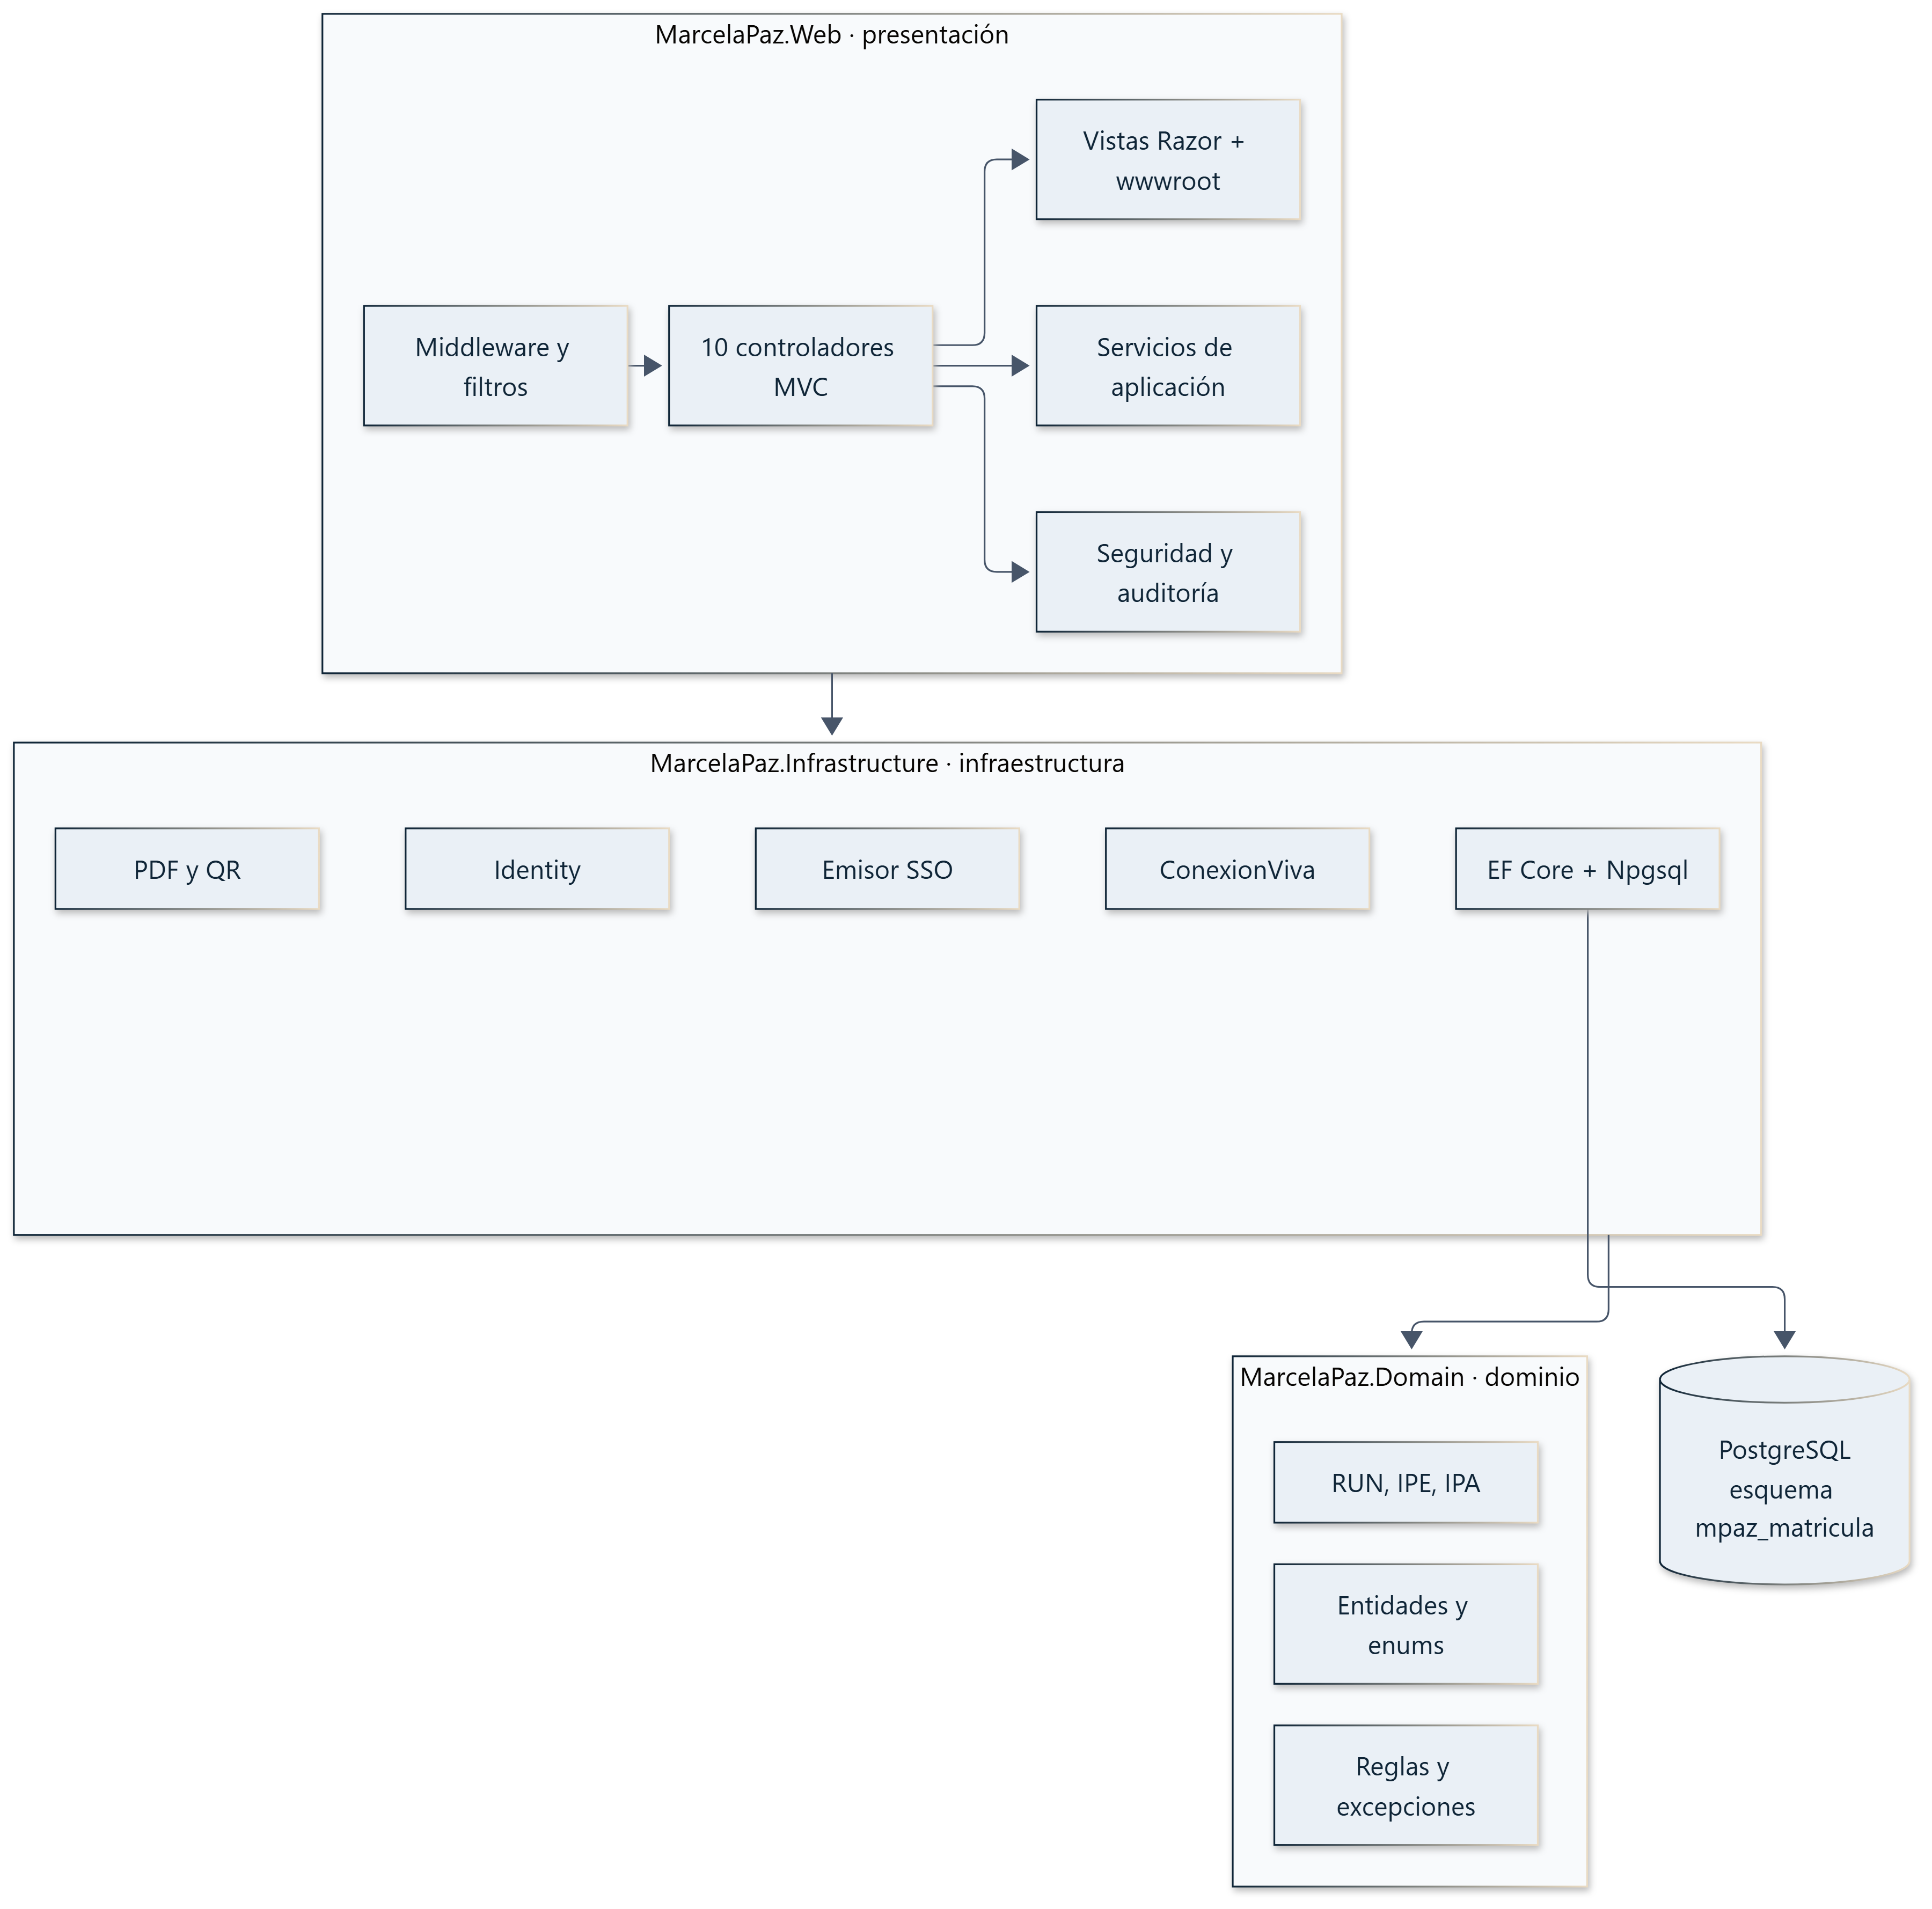 MarcelaPaz.Web · presentación
Vistas Razor +
wwwroot
Middleware y
filtros
10 controladores
MVC
Servicios de
aplicación
Seguridad y
auditoría
MarcelaPaz.Infrastructure · infraestructura
PDF y QR
Identity
Emisor SSO
ConexionViva
EF Core + Npgsql
MarcelaPaz.Domain · dominio
RUN, IPE, IPA
Entidades y
enums
Reglas y
excepciones
PostgreSQL
esquema
mpaz_matricula